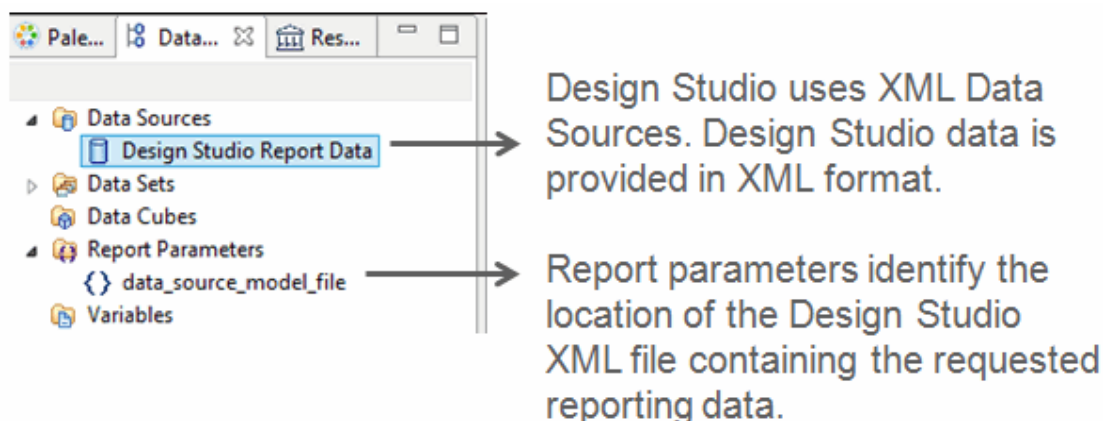 Pale... Data... Res...
Data Sources
Design Studio Report Data
Data Sets
Data Cubes
Report Parameters
{} data_source_model_file
Variables
Design Studio uses XML Data
Sources. Design Studio data is
provided in XML format.
Report parameters identify the
location of the Design Studio
XML file containing the requested
reporting data.